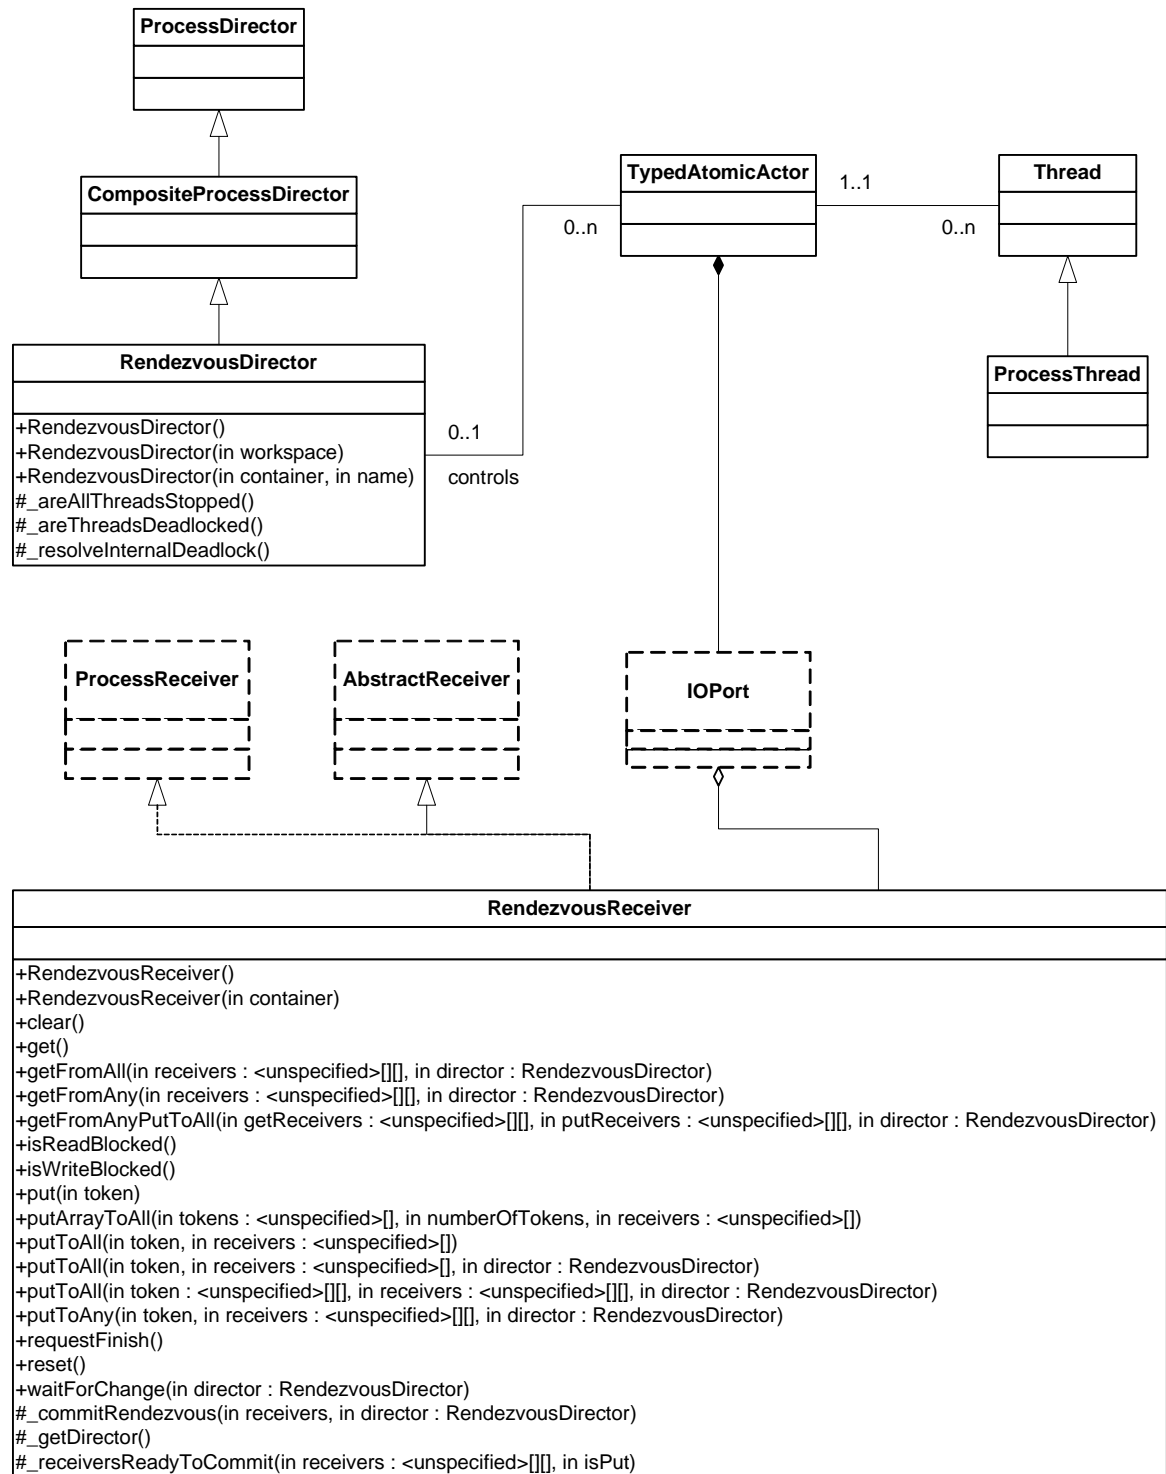 ProcessDirector
CompositeProcessDirector
TypedAtomicActor
1..1
Thread
0..n
0..n
RendezvousDirector
ProcessThread
+RendezvousDirector()
+RendezvousDirector(in workspace)
+RendezvousDirector(in container, in name)
#_areAllThreadsStopped()
#_areThreadsDeadlocked()
#_resolveInternalDeadlock()
0..1
controls
ProcessReceiver
AbstractReceiver
IOPort
RendezvousReceiver
+RendezvousReceiver()
+RendezvousReceiver(in container)
+clear()
+get()
+getFromAll(in receivers : <unspecified>[][], in director : RendezvousDirector)
+getFromAny(in receivers : <unspecified>[][], in director : RendezvousDirector)
+getFromAnyPutToAll(in getReceivers : <unspecified>[][], in putReceivers : <unspecified>[][], in director : RendezvousDirector)
+isReadBlocked()
+isWriteBlocked()
+put(in token)
+putArrayToAll(in tokens : <unspecified>[], in numberOfTokens, in receivers : <unspecified>[])
+putToAll(in token, in receivers : <unspecified>[])
+putToAll(in token, in receivers : <unspecified>[], in director : RendezvousDirector)
+putToAll(in token : <unspecified>[][], in receivers : <unspecified>[][], in director : RendezvousDirector)
+putToAny(in token, in receivers : <unspecified>[][], in director : RendezvousDirector)
+requestFinish()
+reset()
+waitForChange(in director : RendezvousDirector)
#_commitRendezvous(in receivers, in director : RendezvousDirector)
#_getDirector()
#_receiversReadyToCommit(in receivers : <unspecified>[][], in isPut)